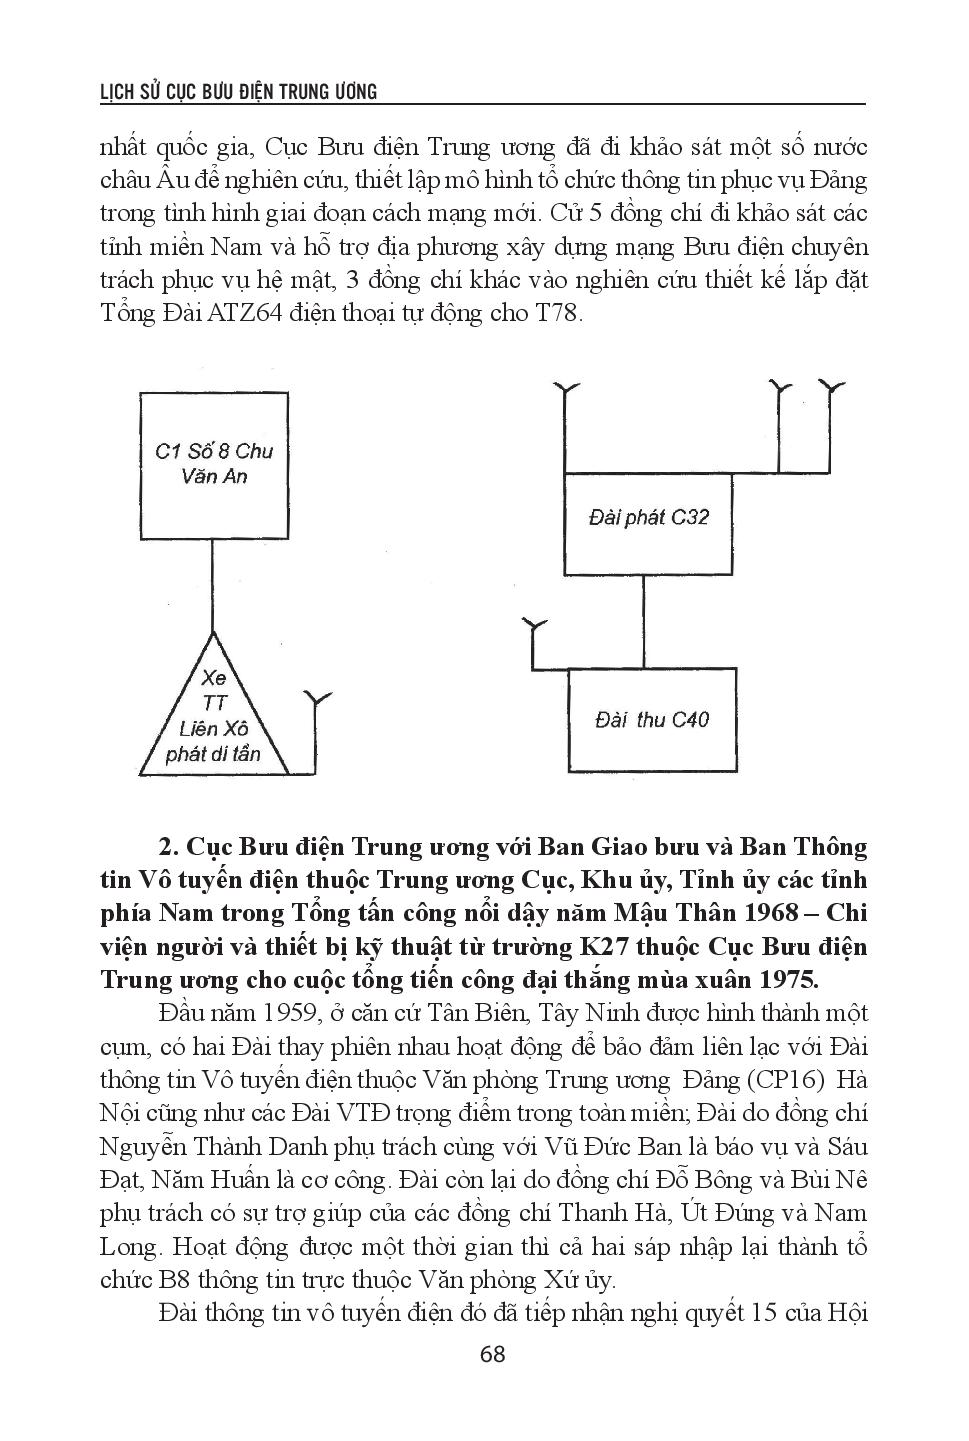 LỊCH SỬ CỤC BƯU ĐIỆN TRUNG ƯƠNG
nhất quốc gia, Cục Bưu điện Trung ương đã đi khảo sát một số nước
châu Âu để nghiên cứu, thiết lập mô hình tổ chức thông tin phục vụ Đảng
trong tình hình giai đoạn cách mạng mới. Cử 5 đồng chí đi khảo sát các
tỉnh miền Nam và hỗ trợ địa phương xây dựng mạng Bưu điện chuyên
trách phục vụ hệ mật, 3 đồng chí khác vào nghiên cứu thiết kế lắp đặt
Tổng Đài ATZ64 điện thoại tự động cho T78.
C1 Số 8 Chu
Văn An
Xe
TT
Liên Xô
phát di tần
Đài phát C32
Đài thu C40
2. Cục Bưu điện Trung ương với Ban Giao bưu và Ban Thông
tin Vô tuyến điện thuộc Trung ương Cục, Khu ủy, Tỉnh ủy các tỉnh
phía Nam trong Tổng tấn công nổi dậy năm Mậu Thân 1968 – Chi
viện người và thiết bị kỹ thuật từ trường K27 thuộc Cục Bưu điện
Trung ương cho cuộc tổng tiến công đại thắng mùa xuân 1975.
Đầu năm 1959, ở căn cứ Tân Biên, Tây Ninh được hình thành một
cụm, có hai Đài thay phiên nhau hoạt động để bảo đảm liên lạc với Đài
thông tin Vô tuyến điện thuộc Văn phòng Trung ương Đảng (CP16) Hà
Nội cũng như các Đài VTĐ trọng điểm trong toàn miền; Đài do đồng chí
Nguyễn Thành Danh phụ trách cùng với Vũ Đức Ban là báo vụ và Sáu
Đạt, Năm Huấn là cơ công. Đài còn lại do đồng chí Đỗ Bông và Bùi Nê
phụ trách có sự trợ giúp của các đồng chí Thanh Hà, Út Đúng và Nam
Long. Hoạt động được một thời gian thì cả hai sáp nhập lại thành tổ
chức B8 thông tin trực thuộc Văn phòng Xứ ủy.
Đài thông tin vô tuyến điện đó đã tiếp nhận nghị quyết 15 của Hội
68